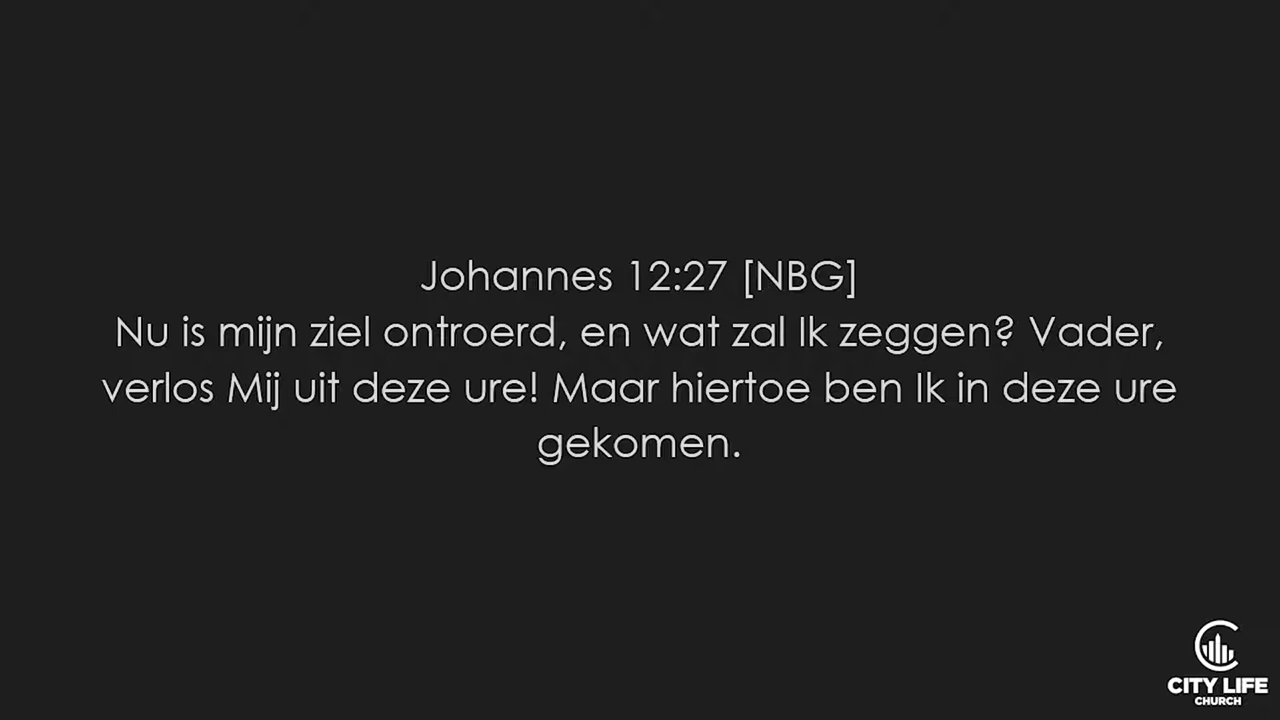 Johannes 12:27 [NBG]
Nu is mijn ziel ontroerd, en wat zal Ik zeggen? Vader,
verlos Mij uit deze ure! Maar hiertoe ben Ik in deze ure
gekomen.
CITY LIFE
CHURCH